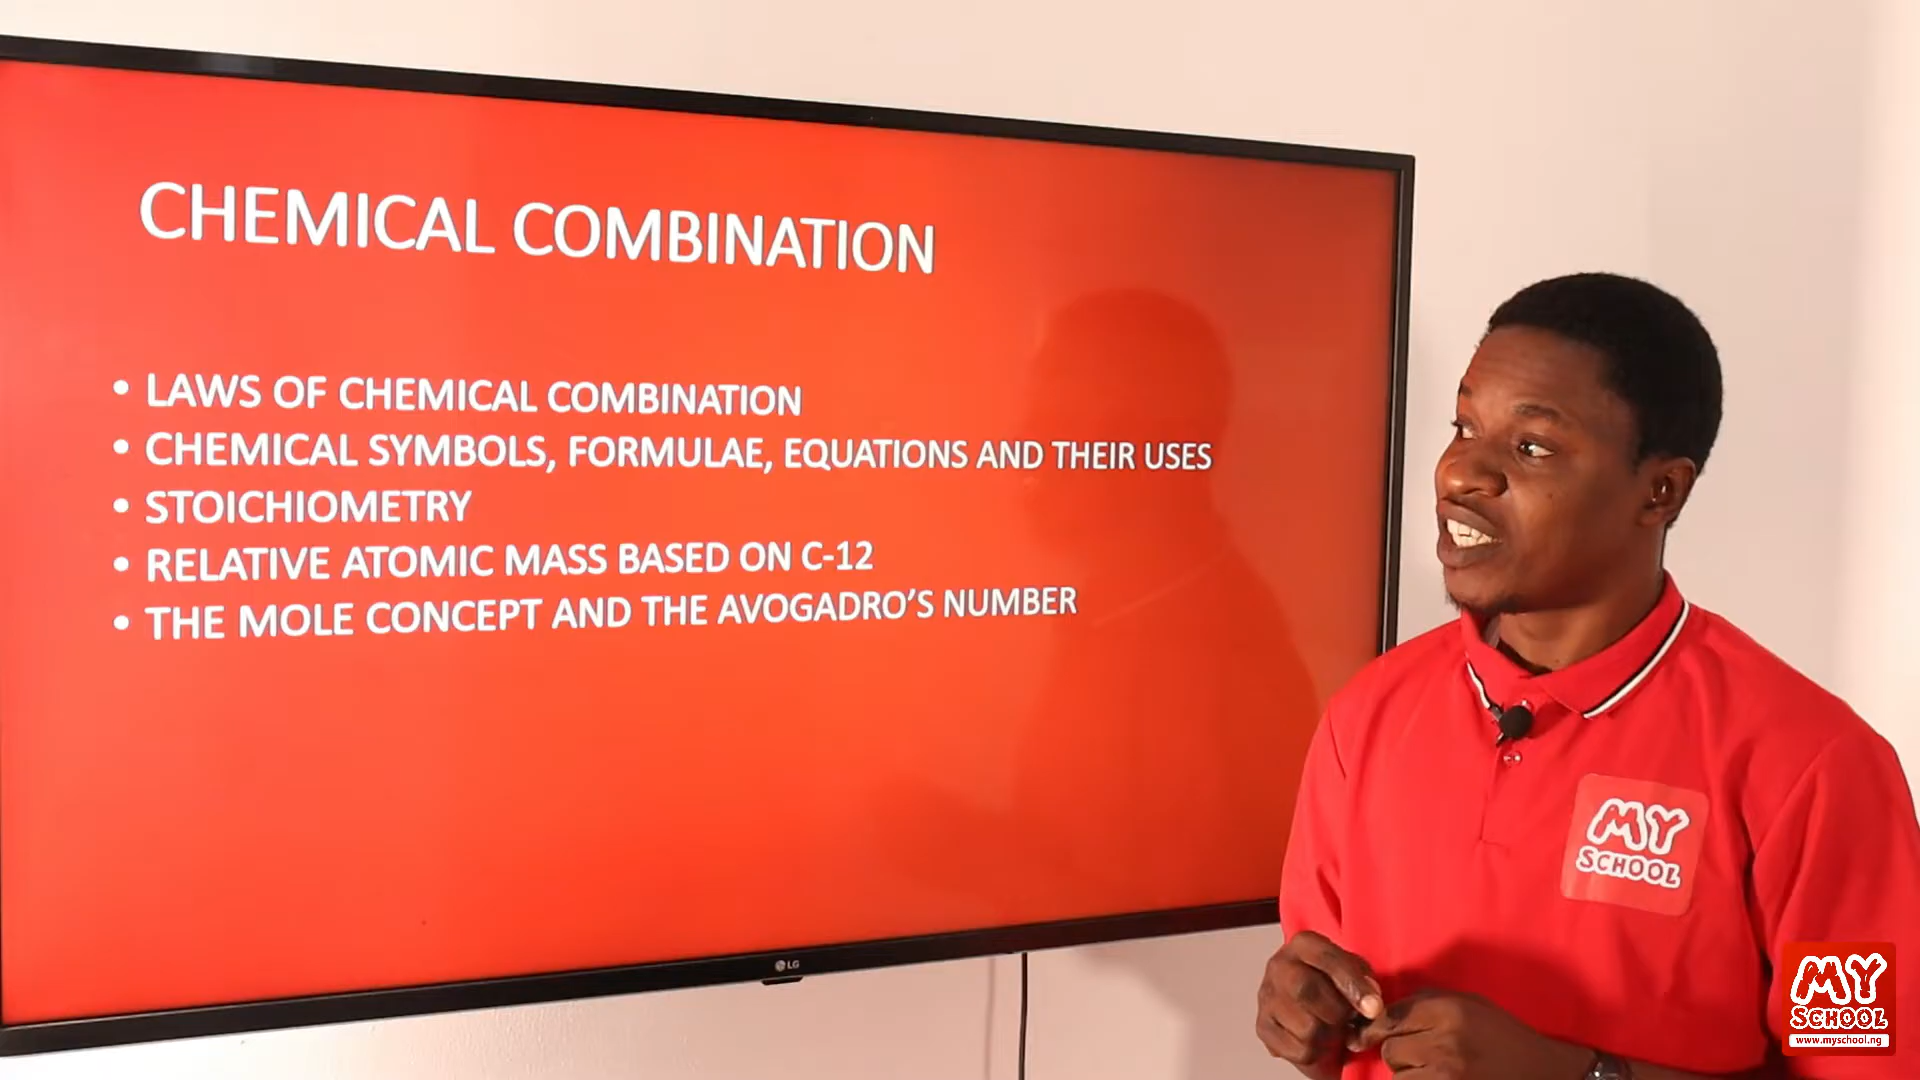 CHEMICAL COMBINATION
• LAWS OF CHEMICAL COMBINATION
• CHEMICAL SYMBOLS, FORMULAE, EQUATIONS AND THEIR USES
• STOICHIOMETRY
• RELATIVE ATOMIC MASS BASED ON C-12
• THE MOLE CONCEPT AND THE AVOGADRO'S NUMBER
LG
MY
SCHOOL
MY
SCHOOL
www.myschool.ng